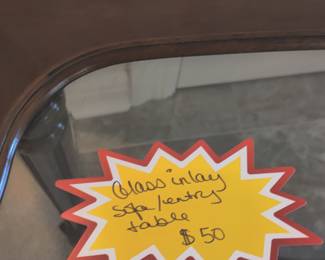 Glass inlay
sofa/entry
table
$50